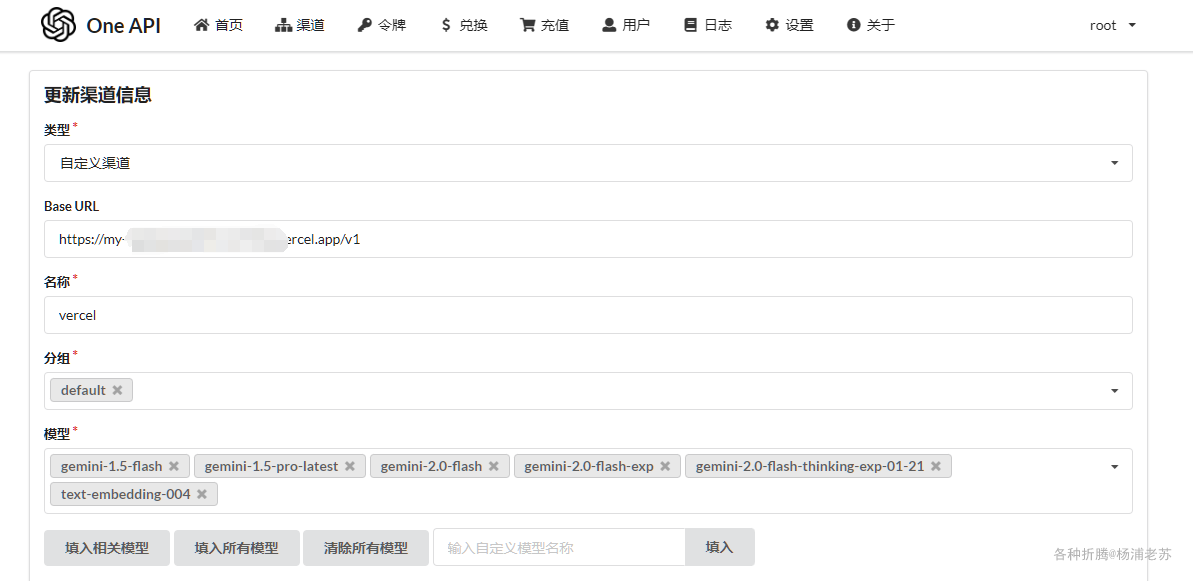 One API 首页 渠道 令牌 兑换 充值 用户 日志 设置 关于 root
更新渠道信息
类型*
自定义渠道
Base URL
https://my- ercel.app/v1
名称*
vercel
分组*
default
模型*
gemini-1.5-flash gemini-1.5-pro-latest gemini-2.0-flash gemini-2.0-flash-exp gemini-2.0-flash-thinking-exp-01-21
text-embedding-004
填入相关模型 填入所有模型 清除所有模型 输入自定义模型名称 填入
各种折腾@杨浦老苏